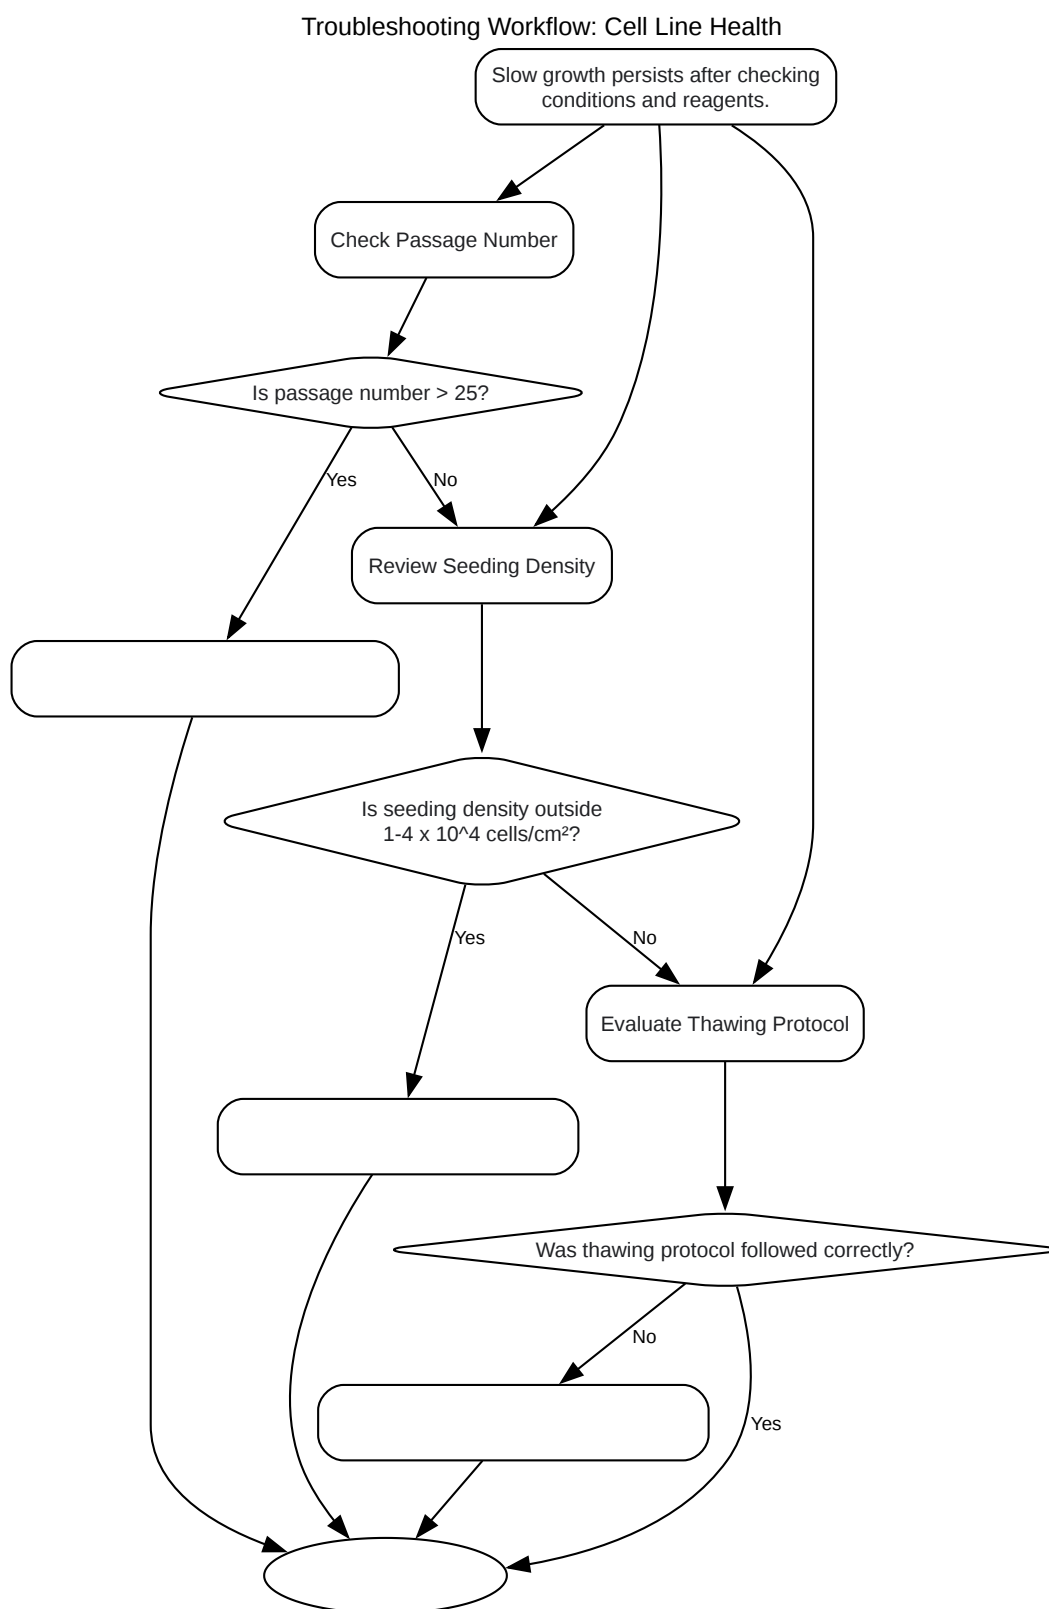 Troubleshooting Workflow: Cell Line Health
Slow growth persists after checking
conditions and reagents.
Check Passage Number
Is passage number > 25?
Yes
No
Review Seeding Density
Is seeding density outside
1-4 x 10^4 cells/cm²?
Yes
No
Evaluate Thawing Protocol
Was thawing protocol followed correctly?
No
Yes